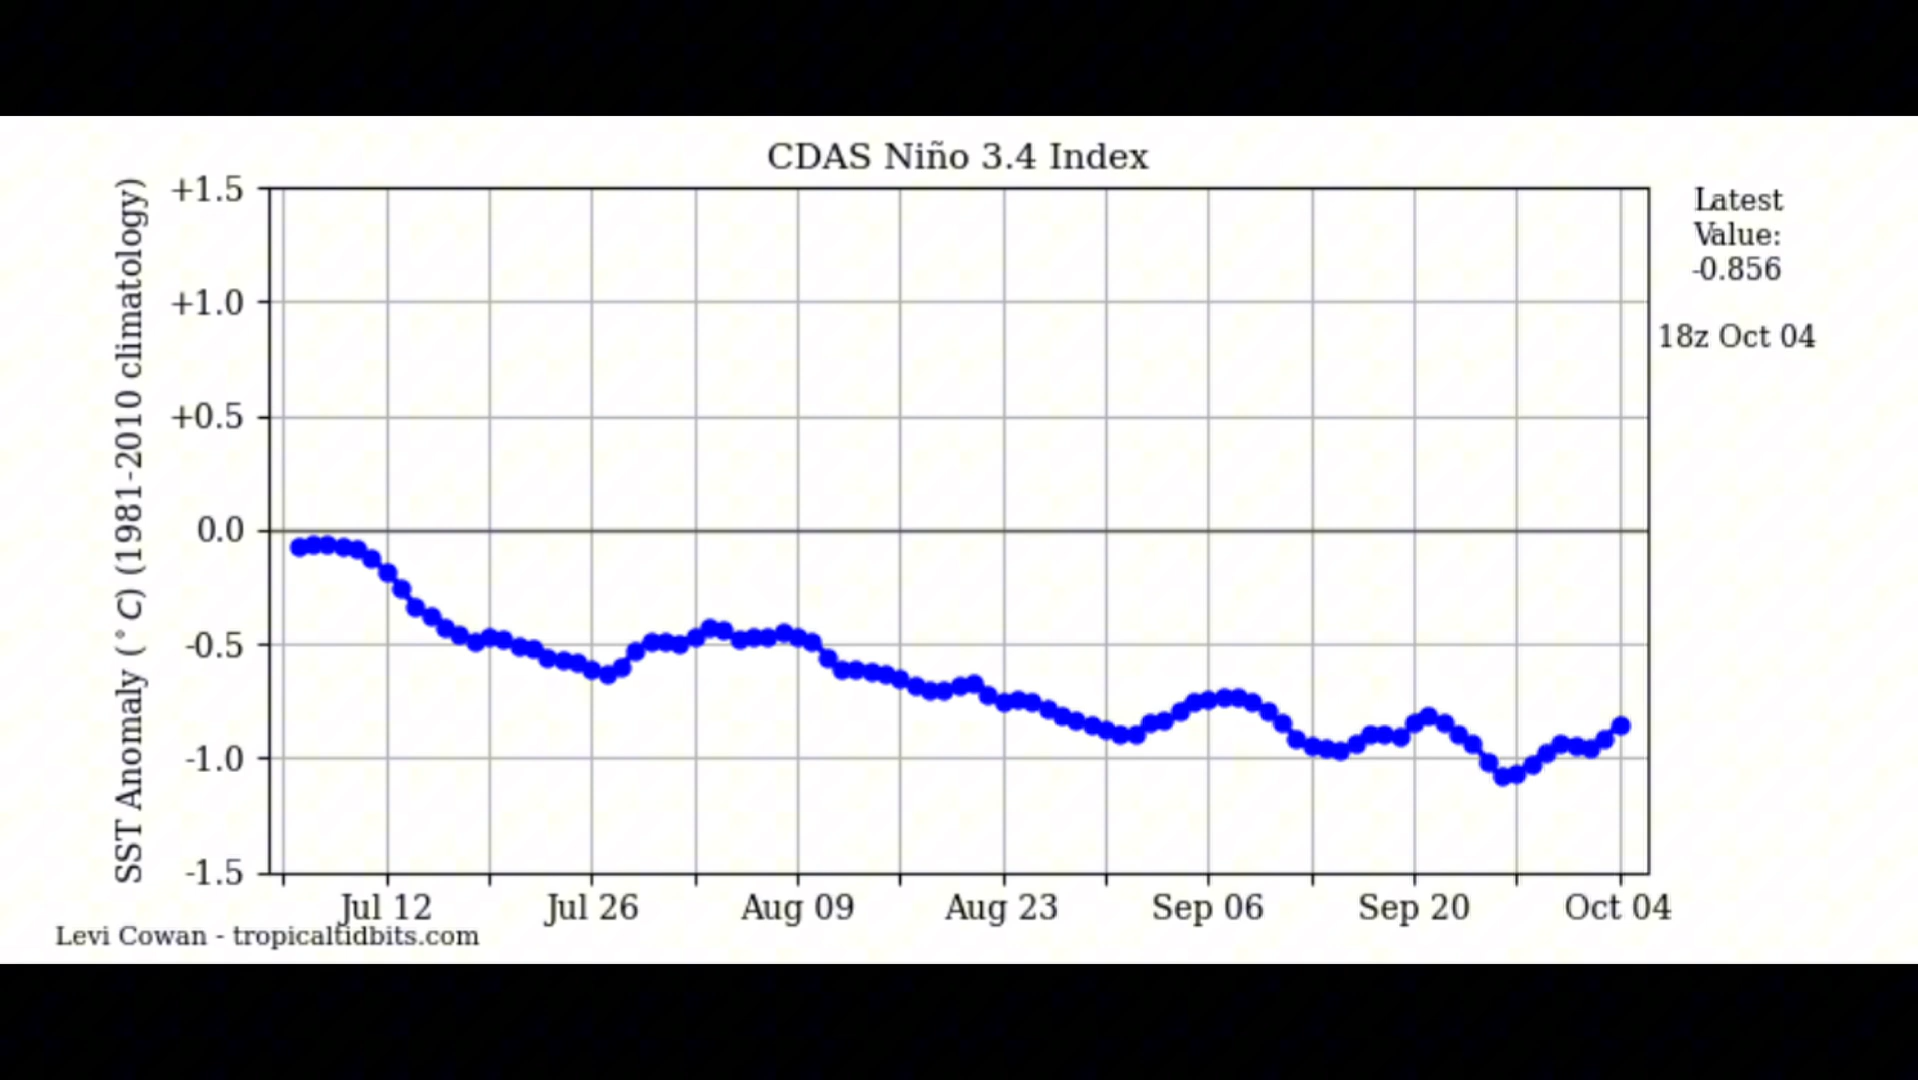 CDAS Niño 3.4 Index
SST Anomaly (°C) (1981-2010 climatology)
+1.5
+1.0
+0.5
0.0
-0.5
-1.0
-1.5
Jul 12
Jul 26
Aug 09
Aug 23
Sep 06
Sep 20
Oct 04
Latest
Value:
-0.856
18z Oct 04
Levi Cowan - tropicaltidbits.com